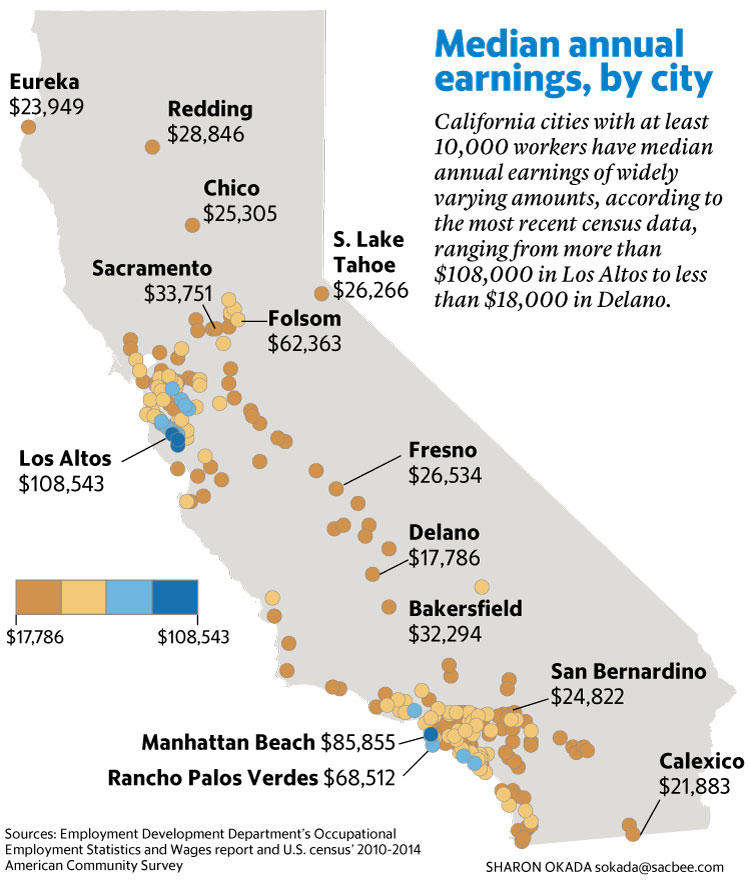 Median annual
earnings, by city
California cities with at least
10,000 workers have median
annual earnings of widely
varying amounts, according to
the most recent census data,
ranging from more than
$108,000 in Los Altos to less
than $18,000 in Delano.
Eureka
$23,949
Redding
$28,846
Chico
$25,305
S. Lake
Tahoe
$26,266
Sacramento
$33,751
Folsom
$62,363
Los Altos
$108,543
Fresno
$26,534
Delano
$17,786
Bakersfield
$32,294
$17,786
$108,543
San Bernardino
$24,822
Manhattan Beach $85,855
Rancho Palos Verdes $68,512
Calexico
$21,883
Sources: Employment Development Department’s Occupational
Employment Statistics and Wages report and U.S. census’ 2010-2014
American Community Survey
SHARON OKADA sokada@sacbee.com